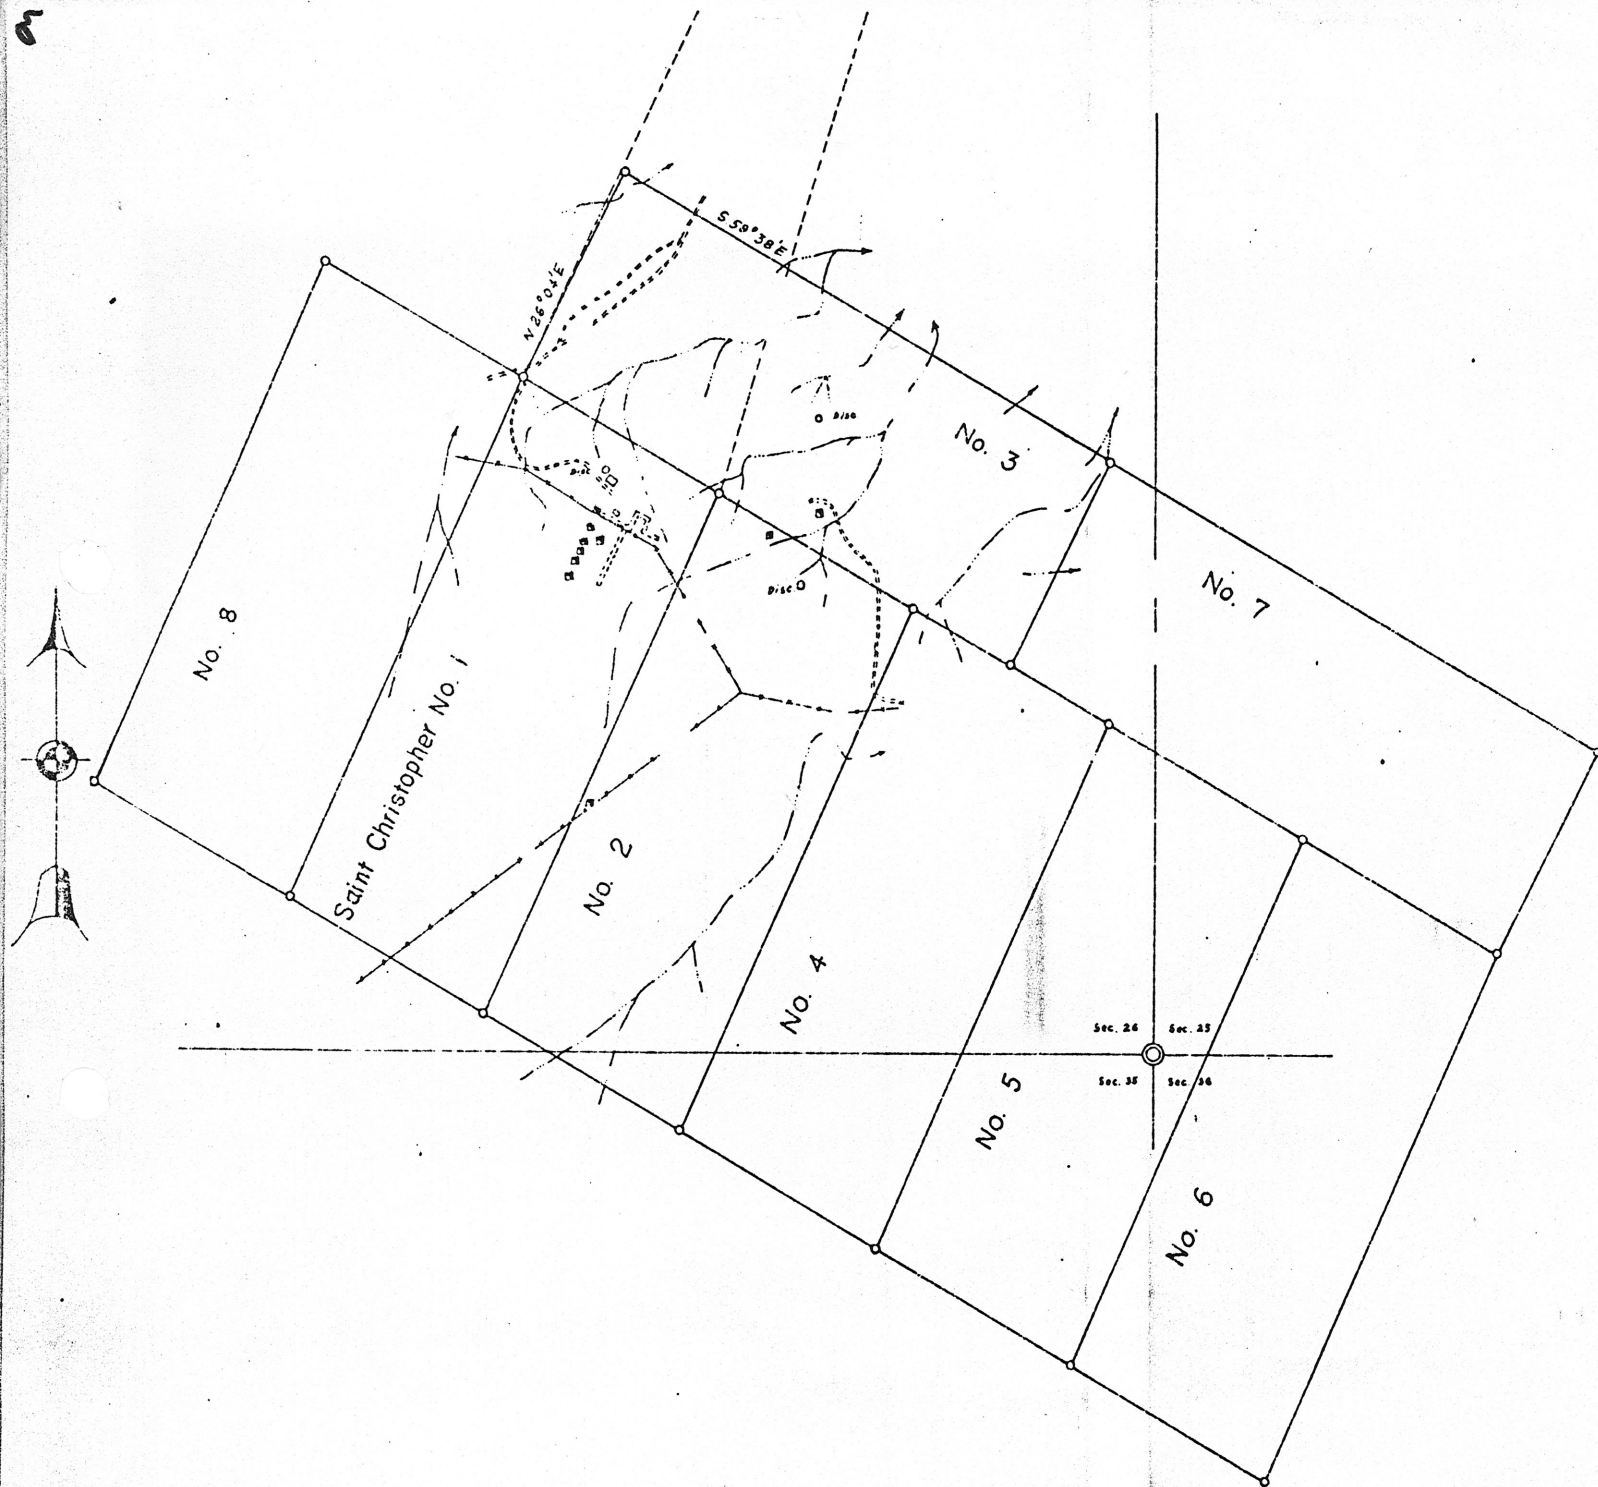 S 59°38'E
N 26°04'E
Disc
No. 3
Disc
No. 7
Disc.
No. 8
Saint Christopher No. 1
No. 2
No. 4
Sec. 26 Sec. 25
Sec. 35 Sec. 36
No. 5
No. 6